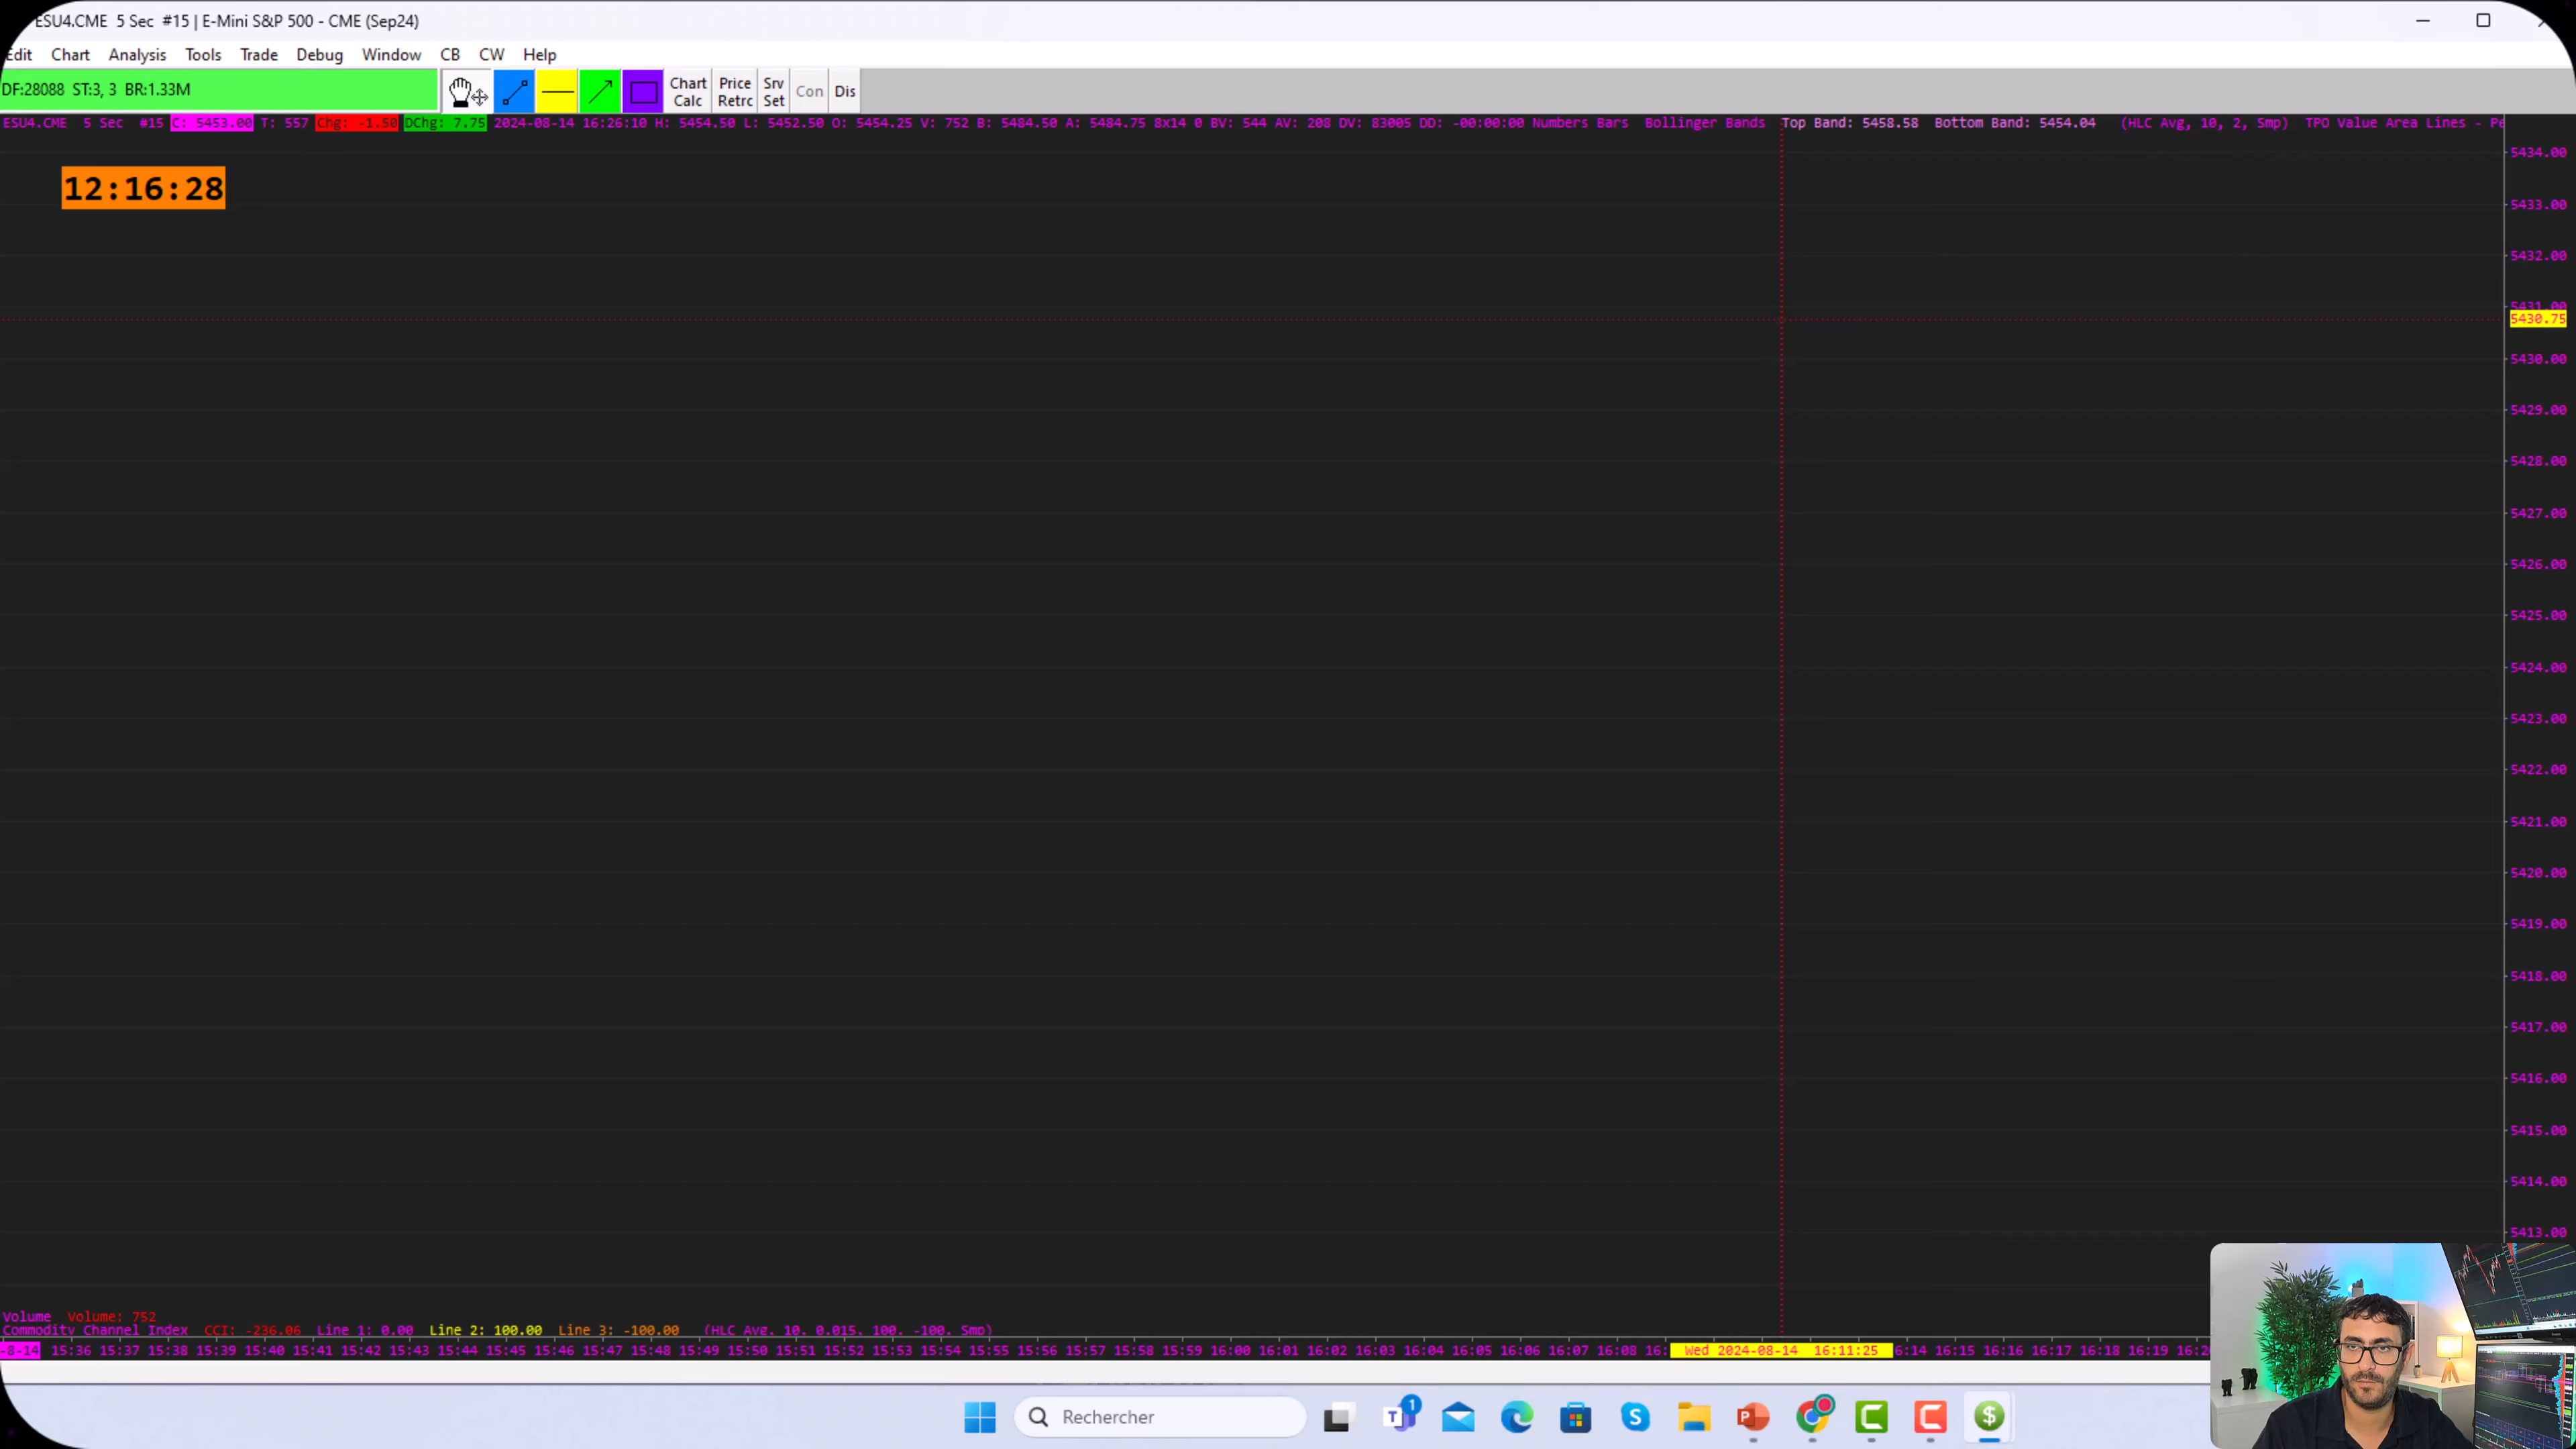 ESU4.CME 5 Sec #15 | E-Mini S&P 500 - CME (Sep24)
Edit Chart Analysis Tools Trade Debug Window CB CW Help
DF:28088 ST:3, 3 BR:1.33M
Chart Calc
Price Retrc
Srv Set
Con
Dis
ESU4.CME 5 Sec #15 C: 5453.00 T: 557 Chg: -1.50 DChg: 7.75 2024-08-14 16:26:10 H: 5454.50 L: 5452.50 O: 5454.25 V: 752 B: 5484.50 A: 5484.75 8x14 0 BV: 544 AV: 208 DV: 83005 DD: -00:00:00 Numbers Bars Bollinger Bands Top Band: 5458.58 Bottom Band: 5454.04 (HLC Avg, 10, 2, Smp) TPO Value Area Lines - Pe
12:16:28
5434.00
5433.00
5432.00
5431.00
5430.75
5430.00
5429.00
5428.00
5427.00
5426.00
5425.00
5424.00
5423.00
5422.00
5421.00
5420.00
5419.00
5418.00
5417.00
5416.00
5415.00
5414.00
5413.00
Volume Volume: 752
Commodity Channel Index CCI: -236.06 Line 1: 0.00 Line 2: 100.00 Line 3: -100.00 (HLC Avg, 10, 0.015, 100, -100, Smp)
-8-14 15:36 15:37 15:38 15:39 15:40 15:41 15:42 15:43 15:44 15:45 15:46 15:47 15:48 15:49 15:50 15:51 15:52 15:53 15:54 15:55 15:56 15:57 15:58 15:59 16:00 16:01 16:02 16:03 16:04 16:05 16:06 16:07 16:08 16: Wed 2024-08-14 16:11:25 6:14 16:15 16:16 16:17 16:18 16:19 16:20
Rechercher
1